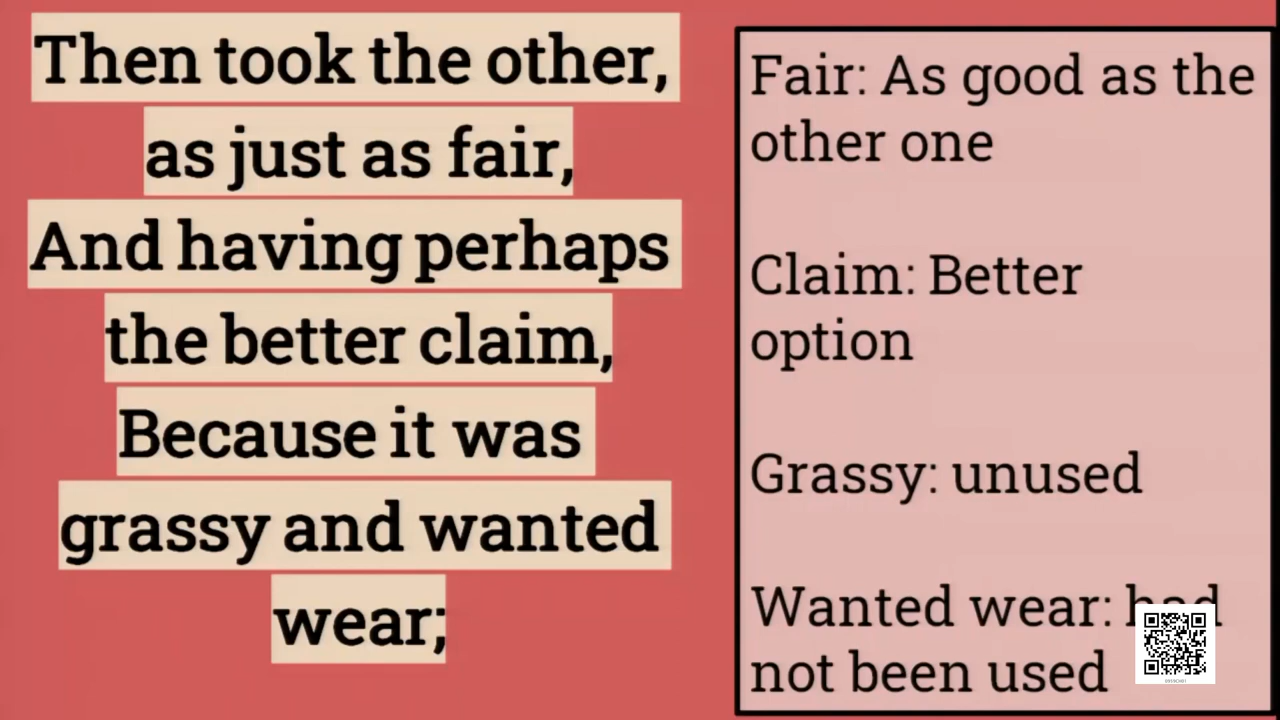 Then took the other,
as just as fair,
And having perhaps
the better claim,
Because it was
grassy and wanted
wear;
Fair: As good as the
other one
Claim: Better
option
Grassy: unused
Wanted wear: had
not been used